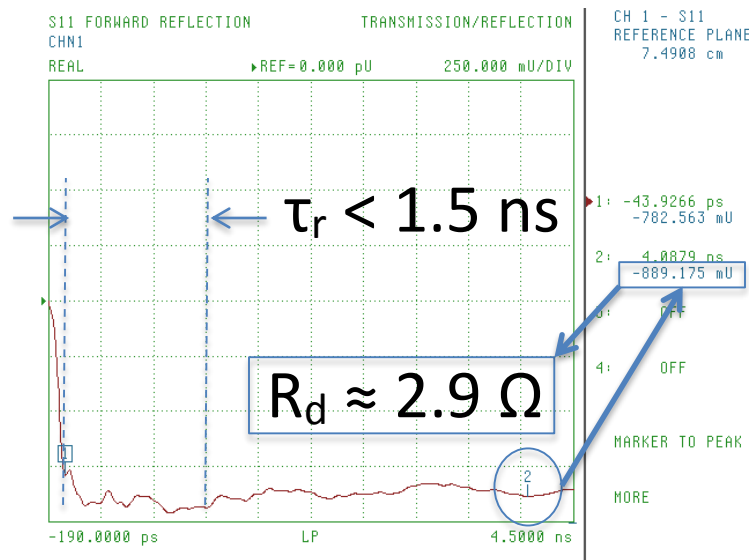 S11 FORWARD REFLECTION TRANSMISSION/REFLECTION
CHN1
REAL ▸REF=0.000 pU 250.000 mU/DIV
CH 1 - S11
REFERENCE PLANE
7.4908 cm
τr < 1.5 ns
▸1: -43.9266 ps
-782.563 mU
2: 4.0879 ns
-889.175 mU
3: OFF
4: OFF
Rd ≈ 2.9 Ω
1
2
MARKER TO PEAK
MORE
-190.0000 ps LP 4.5000 ns